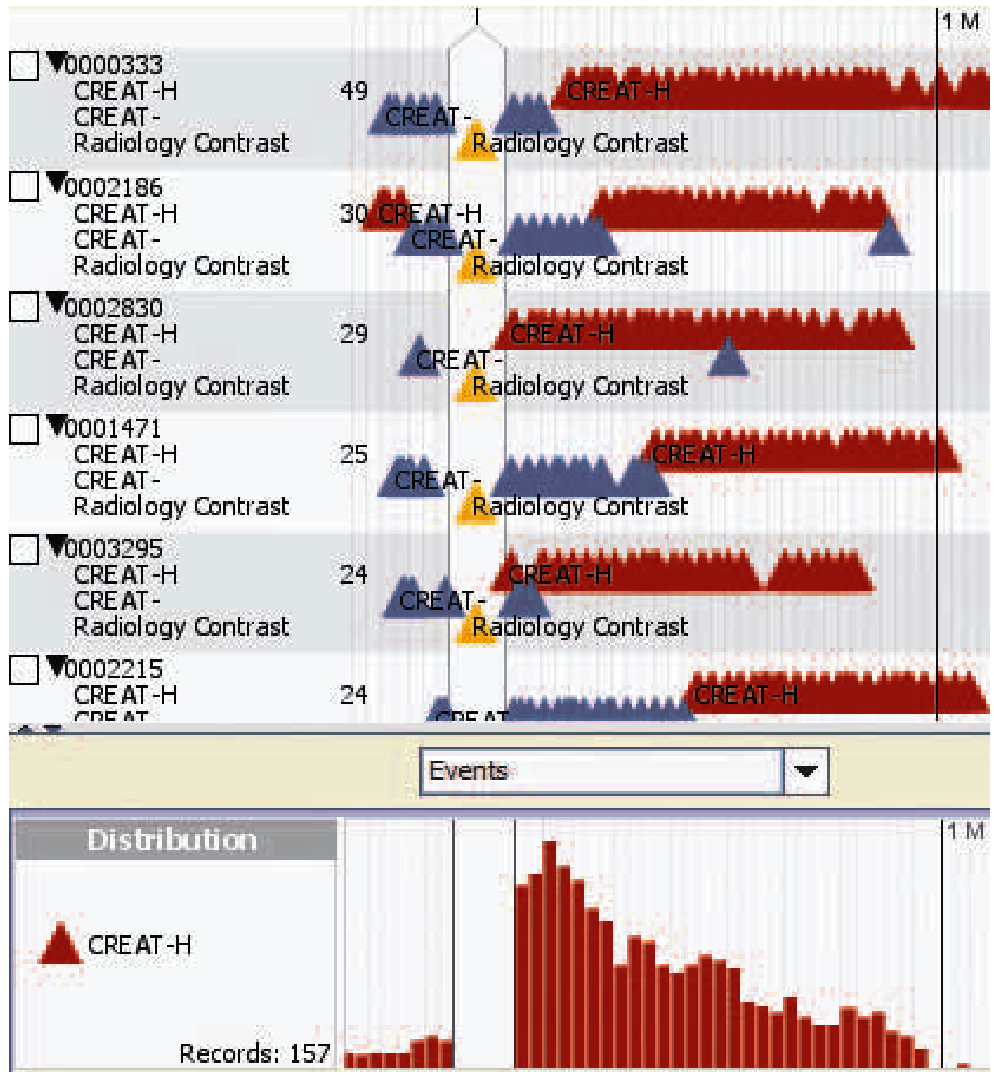 1 M
0000333
CREAT-H 49 CREAT-H
CREAT- CREAT-
Radiology Contrast Radiology Contrast
0002186
CREAT-H 30 CREAT-H
CREAT- CREAT-
Radiology Contrast Radiology Contrast
0002830
CREAT-H 29 CREAT-H
CREAT- CREAT-
Radiology Contrast Radiology Contrast
0001471
CREAT-H 25 CREAT-H
CREAT- CREAT-
Radiology Contrast Radiology Contrast
0003295
CREAT-H 24 CREAT-H
CREAT- CREAT-
Radiology Contrast Radiology Contrast
0002215
CREAT-H 24 CREAT-H
CREAT CREAT
Events
Distribution 1 M
CREAT-H
Records: 157